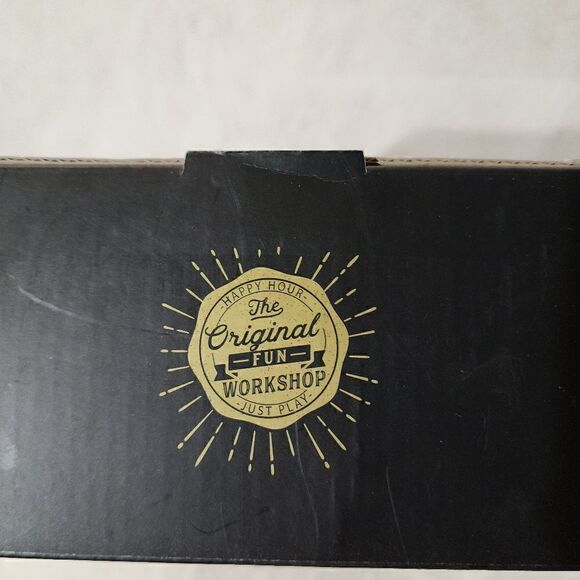 -HAPPY HOUR-
The
Original
-FUN-
WORKSHOP
-JUST PLAY-